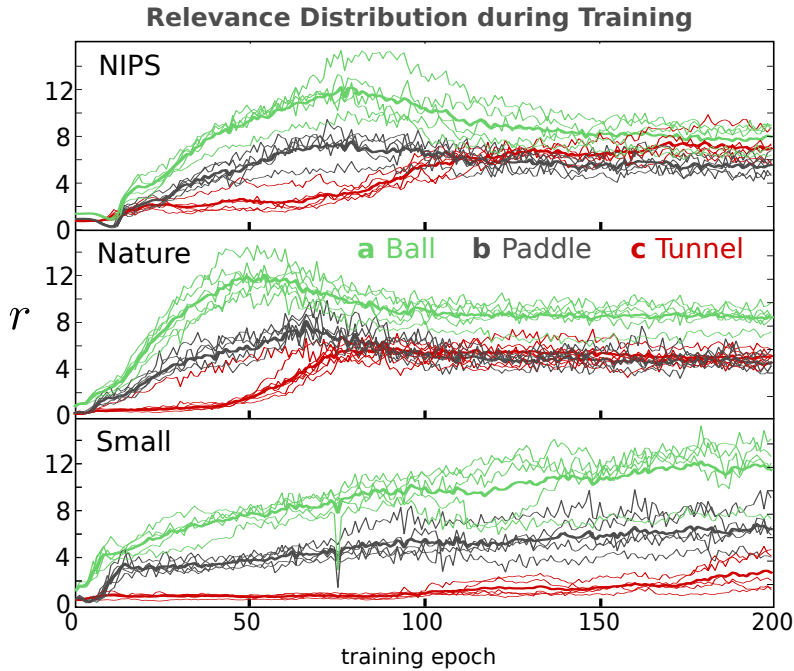 Relevance Distribution during Training
NIPS
12
8
4
0
Nature
a Ball b Paddle c Tunnel
12
8
4
0
r
Small
12
8
4
0
0 50 100 150 200
training epoch